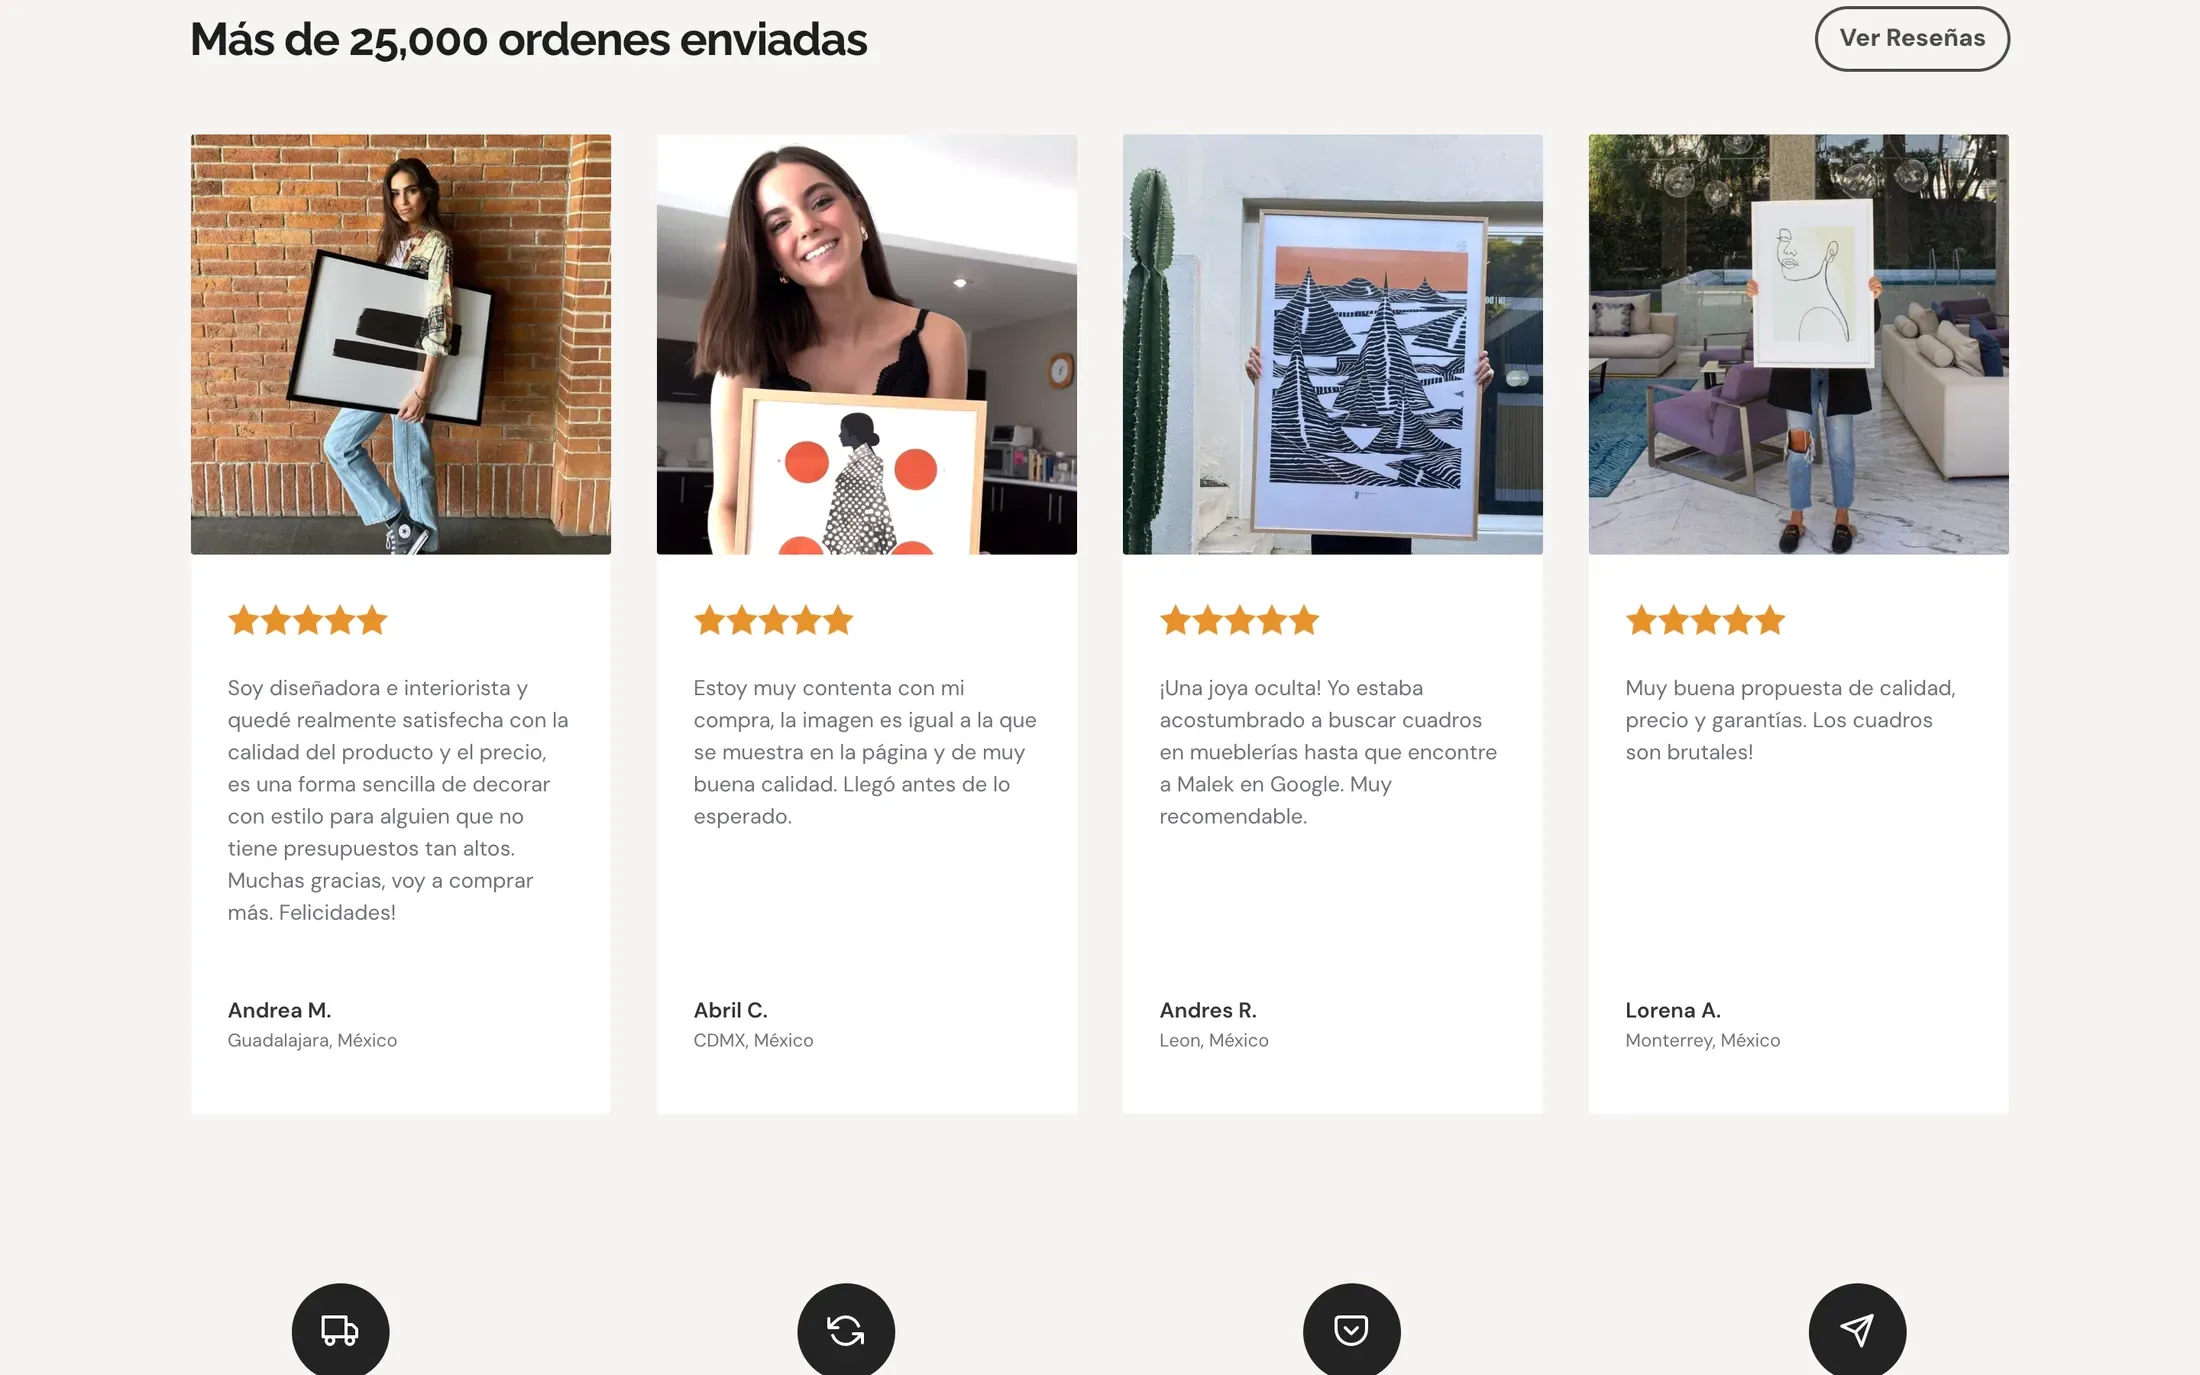 Más de 25,000 ordenes enviadas
Ver Reseñas
Soy diseñadora e interiorista y
quedé realmente satisfecha con la
calidad del producto y el precio,
es una forma sencilla de decorar
con estilo para alguien que no
tiene presupuestos tan altos.
Muchas gracias, voy a comprar
más. Felicidades!
Andrea M.
Guadalajara, México
Estoy muy contenta con mi
compra, la imagen es igual a la que
se muestra en la página y de muy
buena calidad. Llegó antes de lo
esperado.
Abril C.
CDMX, México
¡Una joya oculta! Yo estaba
acostumbrado a buscar cuadros
en mueblerías hasta que encontre
a Malek en Google. Muy
recomendable.
Andres R.
Leon, México
Muy buena propuesta de calidad,
precio y garantías. Los cuadros
son brutales!
Lorena A.
Monterrey, México